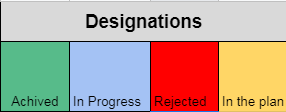 Designations
Achived In Progress Rejected In the plan